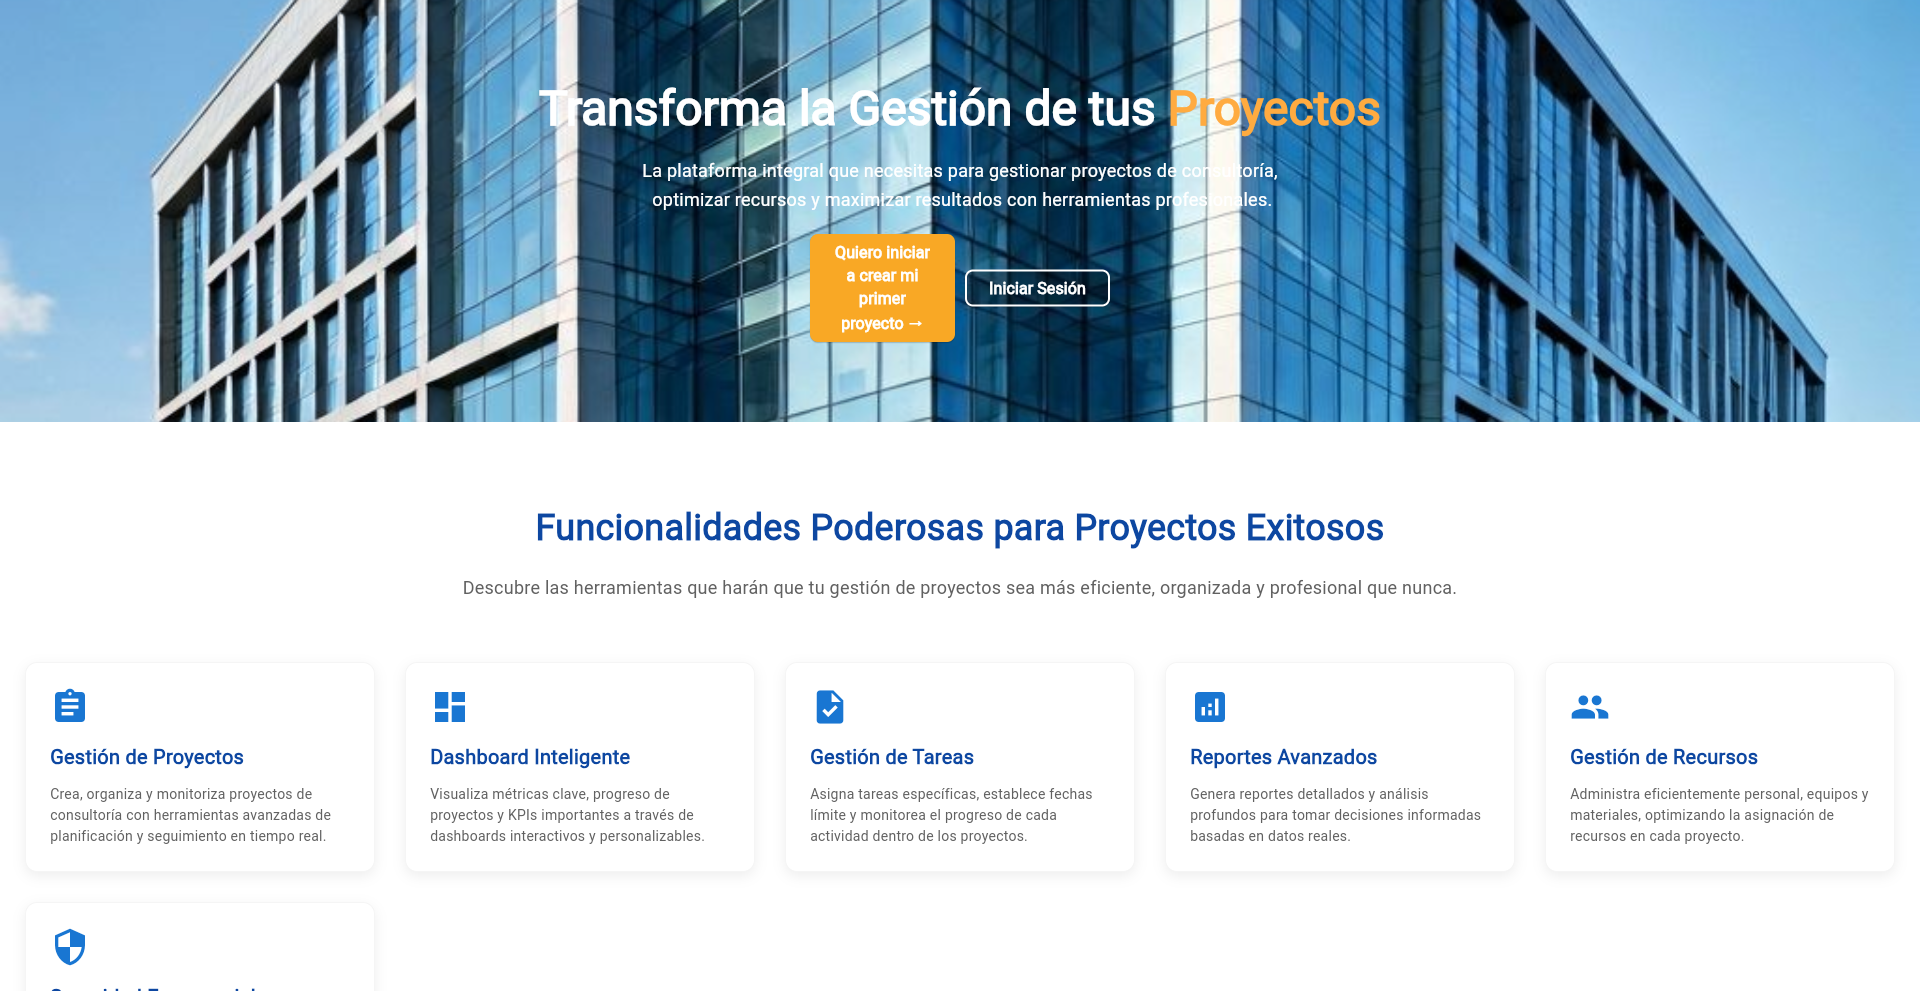 Transforma la Gestión de tus Proyectos
La plataforma integral que necesitas para gestionar proyectos de consultoría,
optimizar recursos y maximizar resultados con herramientas profesionales.
Quiero iniciar
a crear mi
primer
proyecto →
Iniciar Sesión
Funcionalidades Poderosas para Proyectos Exitosos
Descubre las herramientas que harán que tu gestión de proyectos sea más eficiente, organizada y profesional que nunca.
Gestión de Proyectos
Crea, organiza y monitoriza proyectos de
consultoría con herramientas avanzadas de
planificación y seguimiento en tiempo real.
Dashboard Inteligente
Visualiza métricas clave, progreso de
proyectos y KPIs importantes a través de
dashboards interactivos y personalizables.
Gestión de Tareas
Asigna tareas específicas, establece fechas
límite y monitorea el progreso de cada
actividad dentro de los proyectos.
Reportes Avanzados
Genera reportes detallados y análisis
profundos para tomar decisiones informadas
basadas en datos reales.
Gestión de Recursos
Administra eficientemente personal, equipos y
materiales, optimizando la asignación de
recursos en cada proyecto.